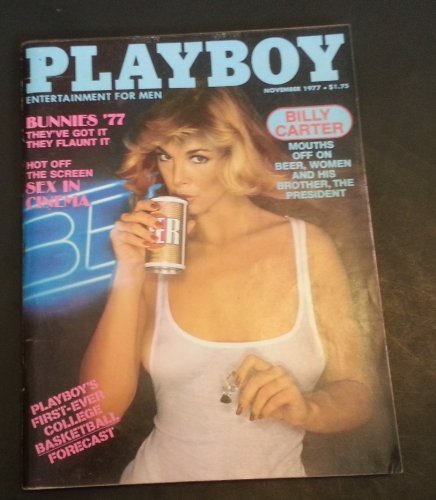 PLAYBOY
ENTERTAINMENT FOR MEN
NOVEMBER 1977 • $1.75
BUNNIES '77
THEY'VE GOT IT
THEY FLAUNT IT
HOT OFF
THE SCREEN
SEX IN
CINEMA
BILLY
CARTER
MOUTHS
OFF ON
BEER, WOMEN
AND HIS
BROTHER, THE
PRESIDENT
BE
ER
PLAYBOY'S
FIRST-EVER
COLLEGE
BASKETBALL
FORECAST